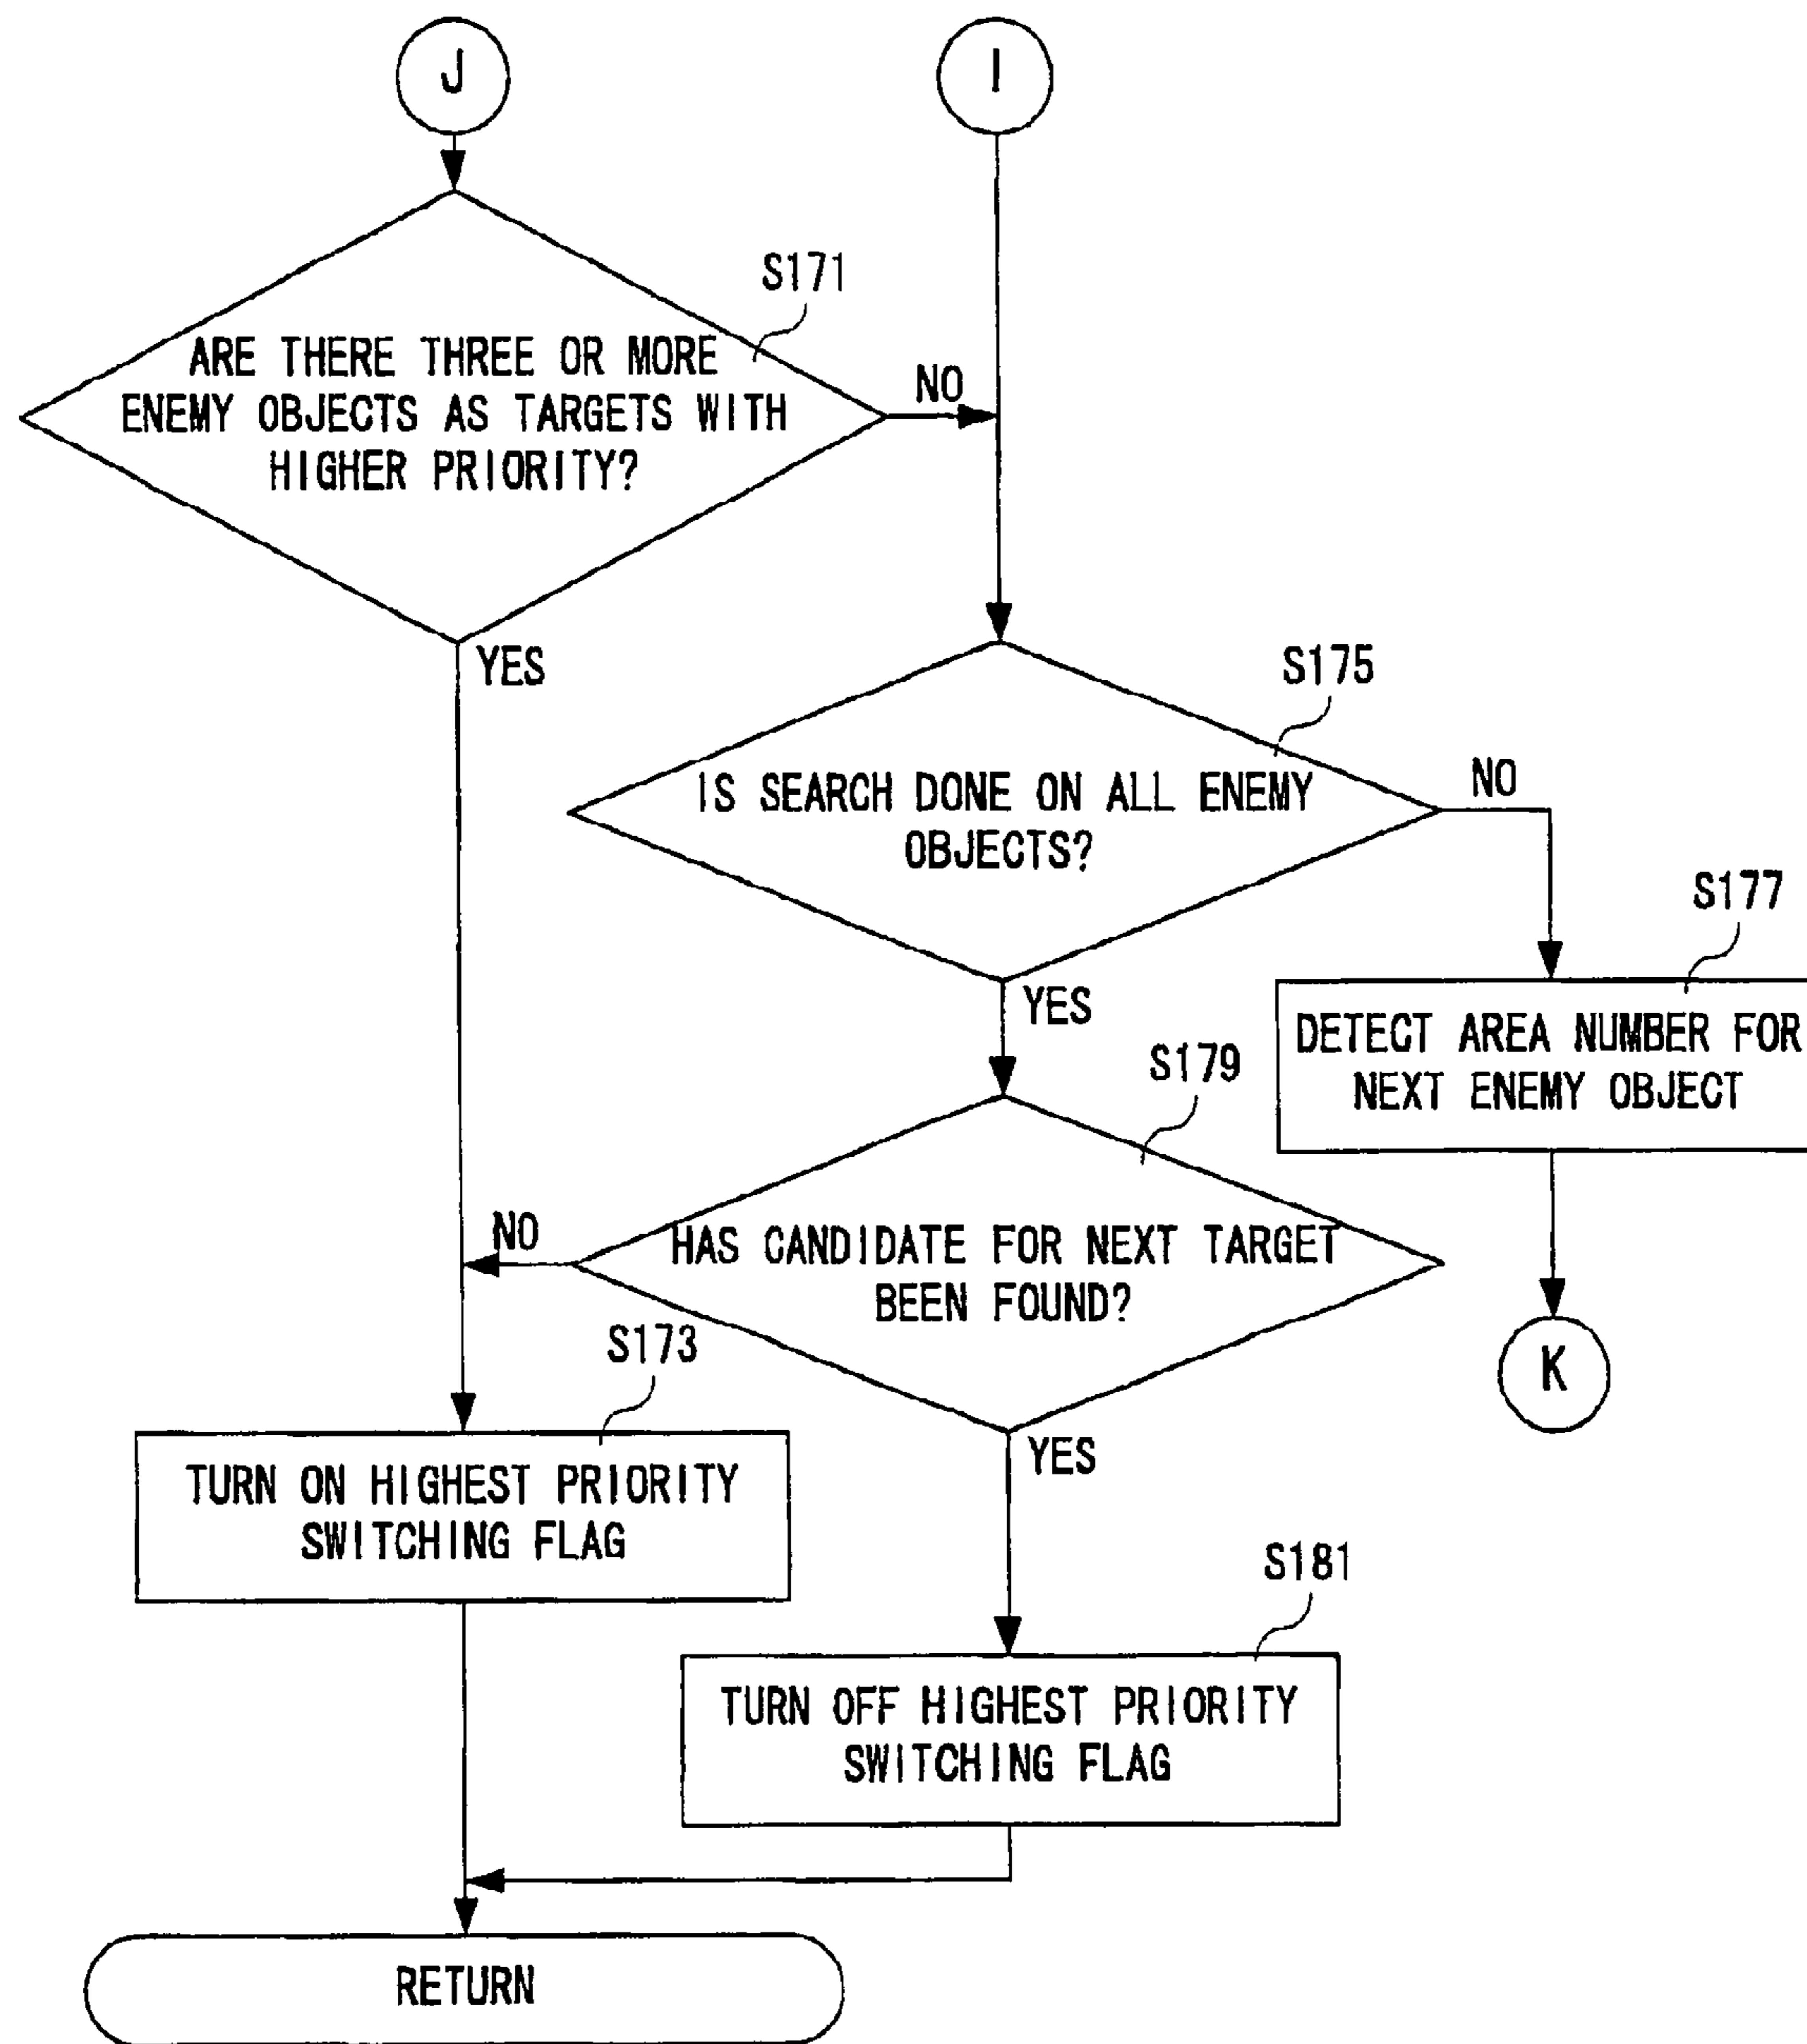 J
I
S171
ARE THERE THREE OR MORE
ENEMY OBJECTS AS TARGETS WITH
HIGHER PRIORITY?
NO
YES
S175
IS SEARCH DONE ON ALL ENEMY
OBJECTS?
NO
YES
S177
DETECT AREA NUMBER FOR
NEXT ENEMY OBJECT
K
S179
HAS CANDIDATE FOR NEXT TARGET
BEEN FOUND?
NO
YES
S173
TURN ON HIGHEST PRIORITY
SWITCHING FLAG
S181
TURN OFF HIGHEST PRIORITY
SWITCHING FLAG
RETURN